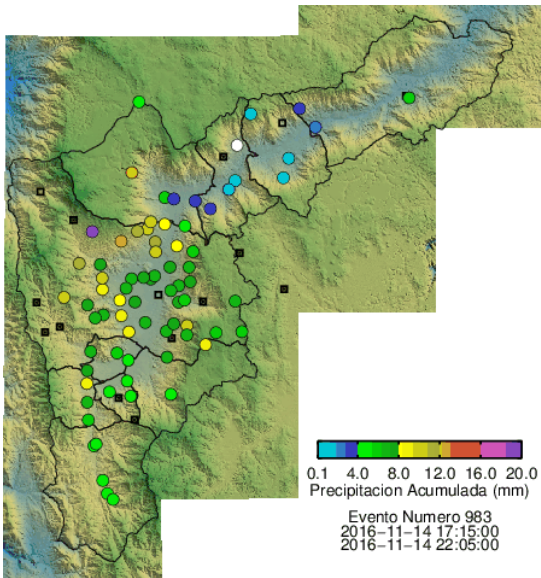 0.1 4.0 8.0 12.0 16.0 20.0
Precipitacion Acumulada (mm)
Evento Numero 983
2016−11−14 17:15:00
2016−11−14 22:05:00